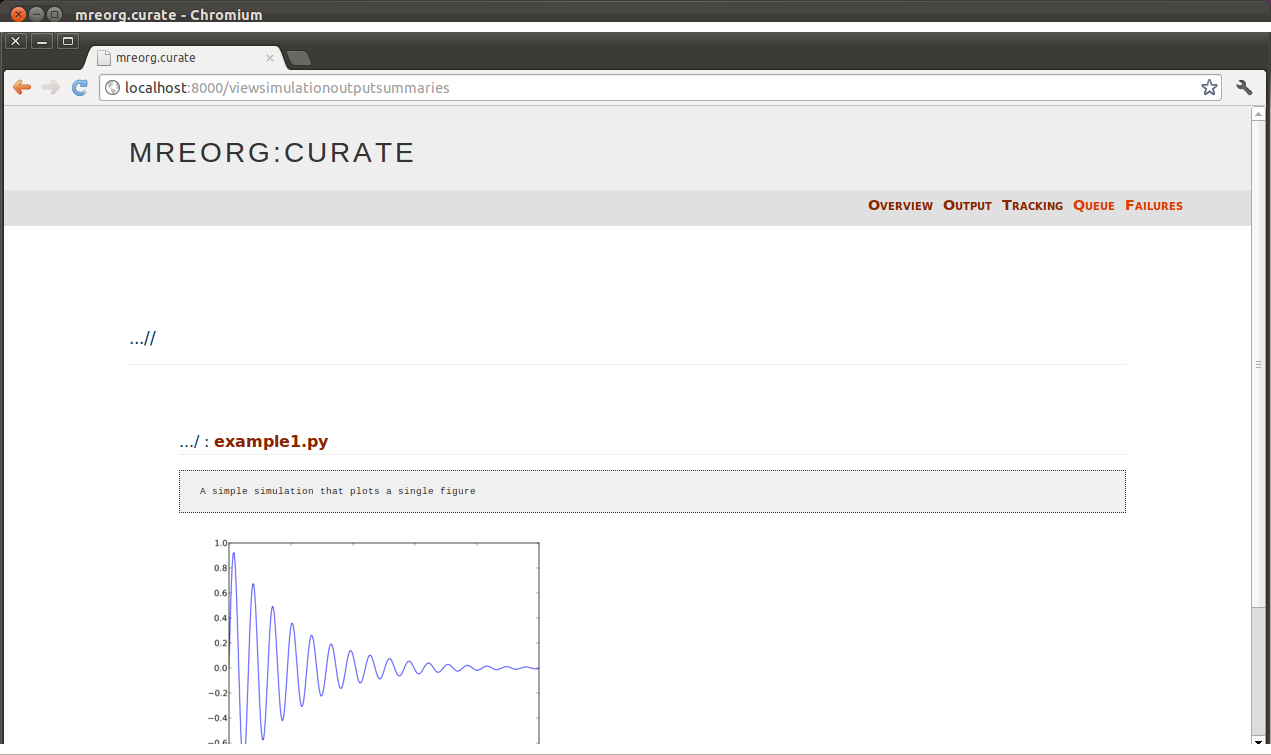 mreorg.curate - Chromium
mreorg.curate
localhost:8000/viewsimulationoutputsummaries
MREORG:CURATE
Overview Output Tracking Queue Failures
...//
.../ : example1.py
A simple simulation that plots a single figure
1.0
0.8
0.6
0.4
0.2
0.0
−0.2
−0.4
−0.6